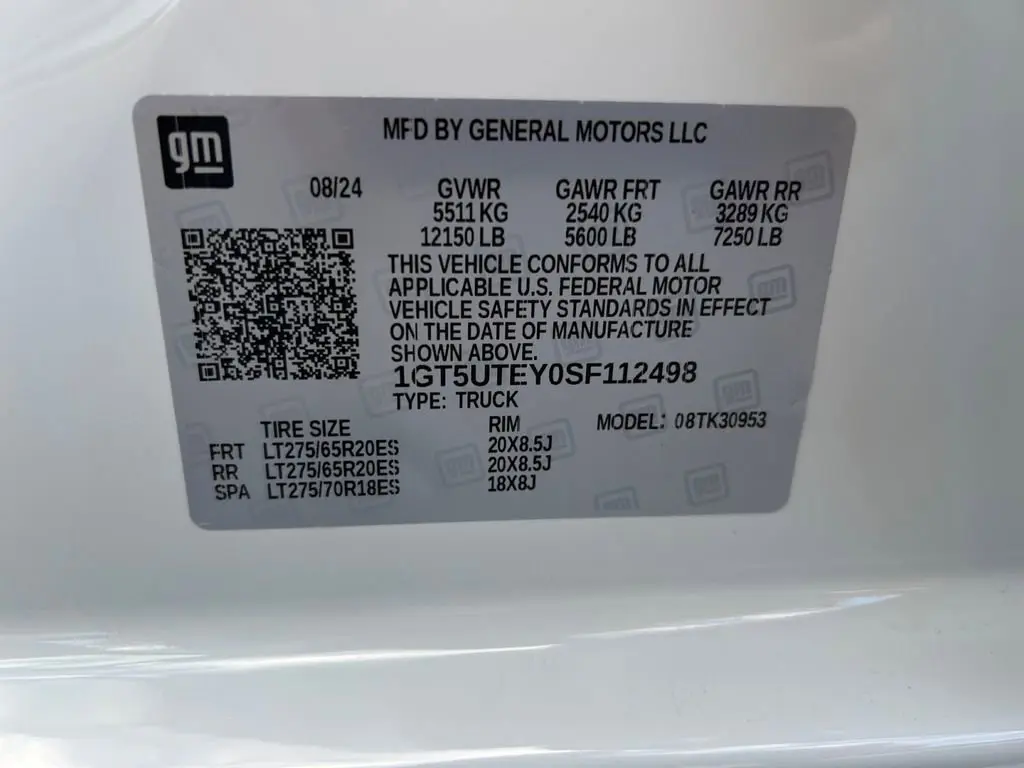 gm
MFD BY GENERAL MOTORS LLC
08/24 GVWR GAWR FRT GAWR RR
5511 KG 2540 KG 3289 KG
12150 LB 5600 LB 7250 LB
THIS VEHICLE CONFORMS TO ALL
APPLICABLE U.S. FEDERAL MOTOR
VEHICLE SAFETY STANDARDS IN EFFECT
ON THE DATE OF MANUFACTURE
SHOWN ABOVE.
1GT5UTEY0SF112498
TYPE: TRUCK
TIRE SIZE RIM MODEL: 08TK30953
FRT LT275/65R20ES 20X8.5J
RR LT275/65R20ES 20X8.5J
SPA LT275/70R18ES 18X8J